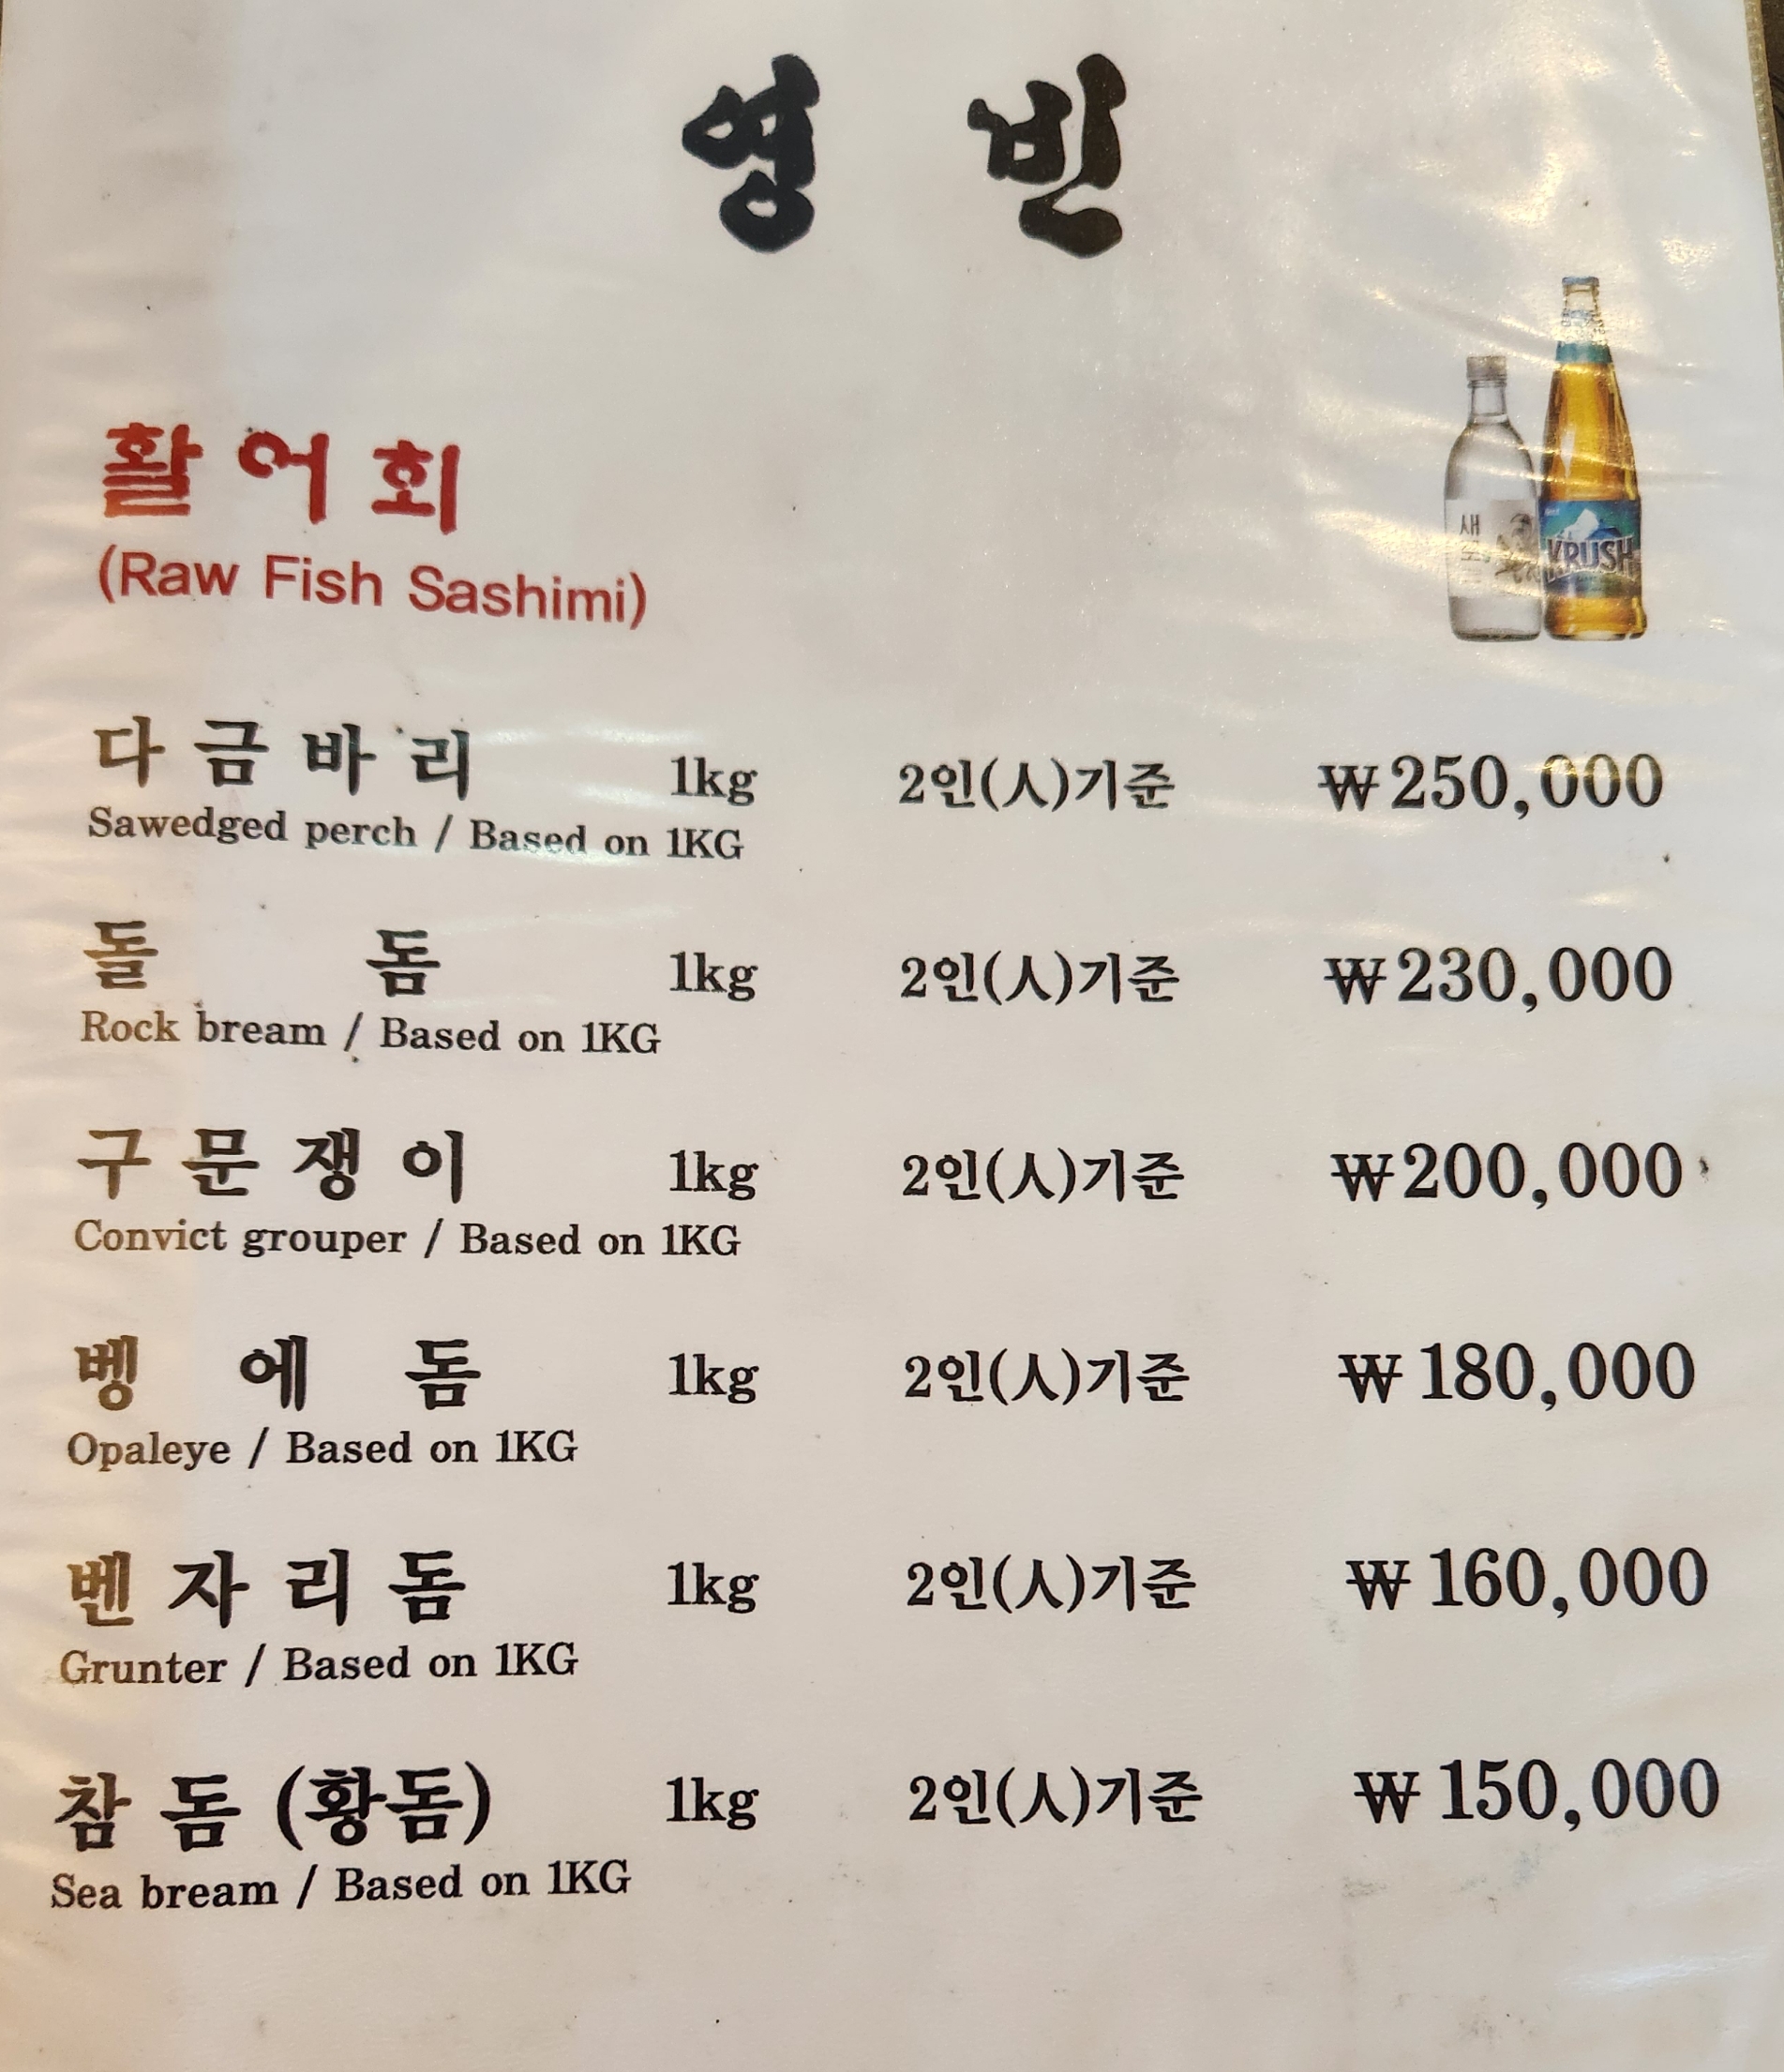 영 빈
활어회
(Raw Fish Sashimi)
새
KRUSH
다금바리 1kg 2인(人)기준 ₩250,000
Sawedged perch / Based on 1KG
돌 돔 1kg 2인(人)기준 ₩230,000
Rock bream / Based on 1KG
구문쟁이 1kg 2인(人)기준 ₩200,000
Convict grouper / Based on 1KG
벵에돔 1kg 2인(人)기준 ₩180,000
Opaleye / Based on 1KG
벤자리돔 1kg 2인(人)기준 ₩160,000
Grunter / Based on 1KG
참돔(황돔) 1kg 2인(人)기준 ₩150,000
Sea bream / Based on 1KG